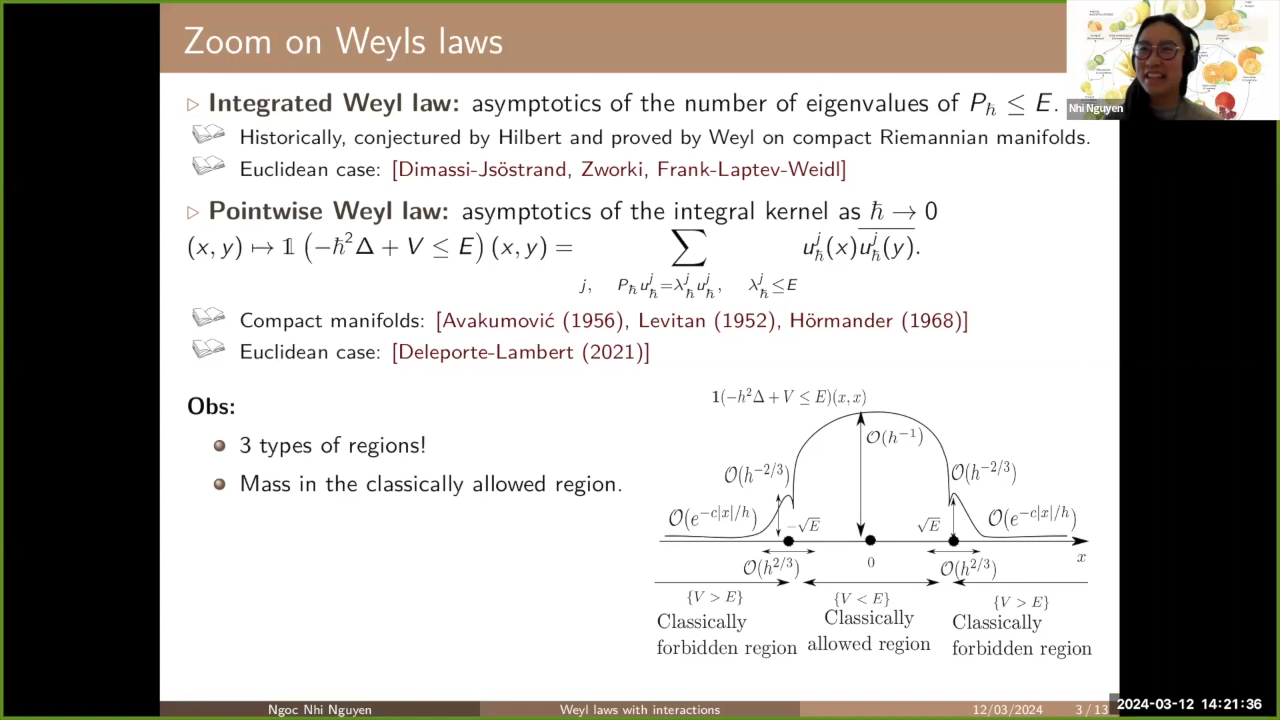 Zoom on Weyls laws
Nhi Nguyen
▷ Integrated Weyl law: asymptotics of the number of eigenvalues of P_ℏ ≤ E.
Historically, conjectured by Hilbert and proved by Weyl on compact Riemannian manifolds.
Euclidean case: [Dimassi-Jsöstrand, Zworki, Frank-Laptev-Weidl]
▷ Pointwise Weyl law: asymptotics of the integral kernel as ℏ → 0
(x, y) ↦ 𝟙 (−ℏ²Δ + V ≤ E) (x, y) = ∑ u_ℏ^j(x)\overline{u_ℏ^j(y)}.
j, P_ℏ u_ℏ^j = λ_ℏ^j u_ℏ^j, λ_ℏ^j ≤ E
Compact manifolds: [Avakumović (1956), Levitan (1952), Hörmander (1968)]
Euclidean case: [Deleporte-Lambert (2021)]
Obs:
3 types of regions!
Mass in the classically allowed region.
1(−h²Δ + V ≤ E)(x, x)
O(h^{−1})
O(h^{−2/3}) O(h^{−2/3})
O(e^{−c|x|/h}) −√E √E O(e^{−c|x|/h})
O(h^{2/3}) 0 O(h^{2/3}) x
{V > E} {V < E} {V > E}
Classically Classically Classically
forbidden region allowed region forbidden region
Ngoc Nhi Nguyen Weyl laws with interactions 12/03/2024 3 / 13
2024-03-12 14:21:36